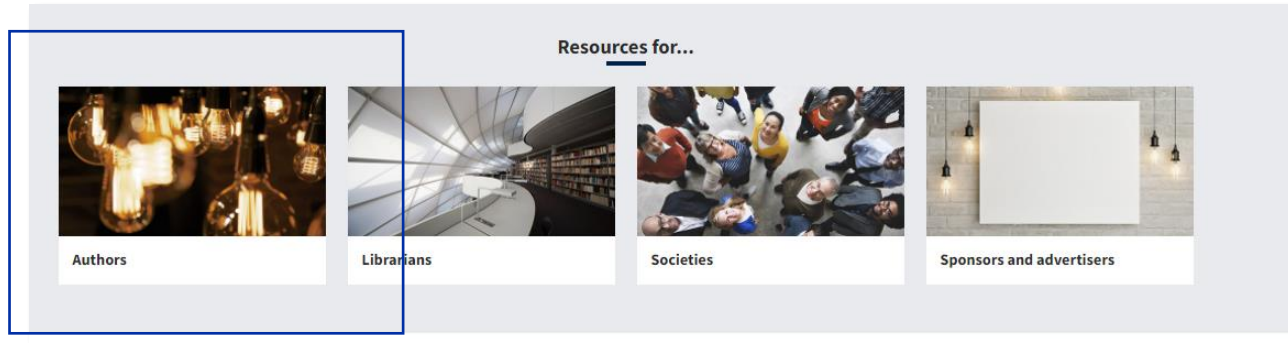 Resources for...
Authors
Librarians
Societies
Sponsors and advertisers